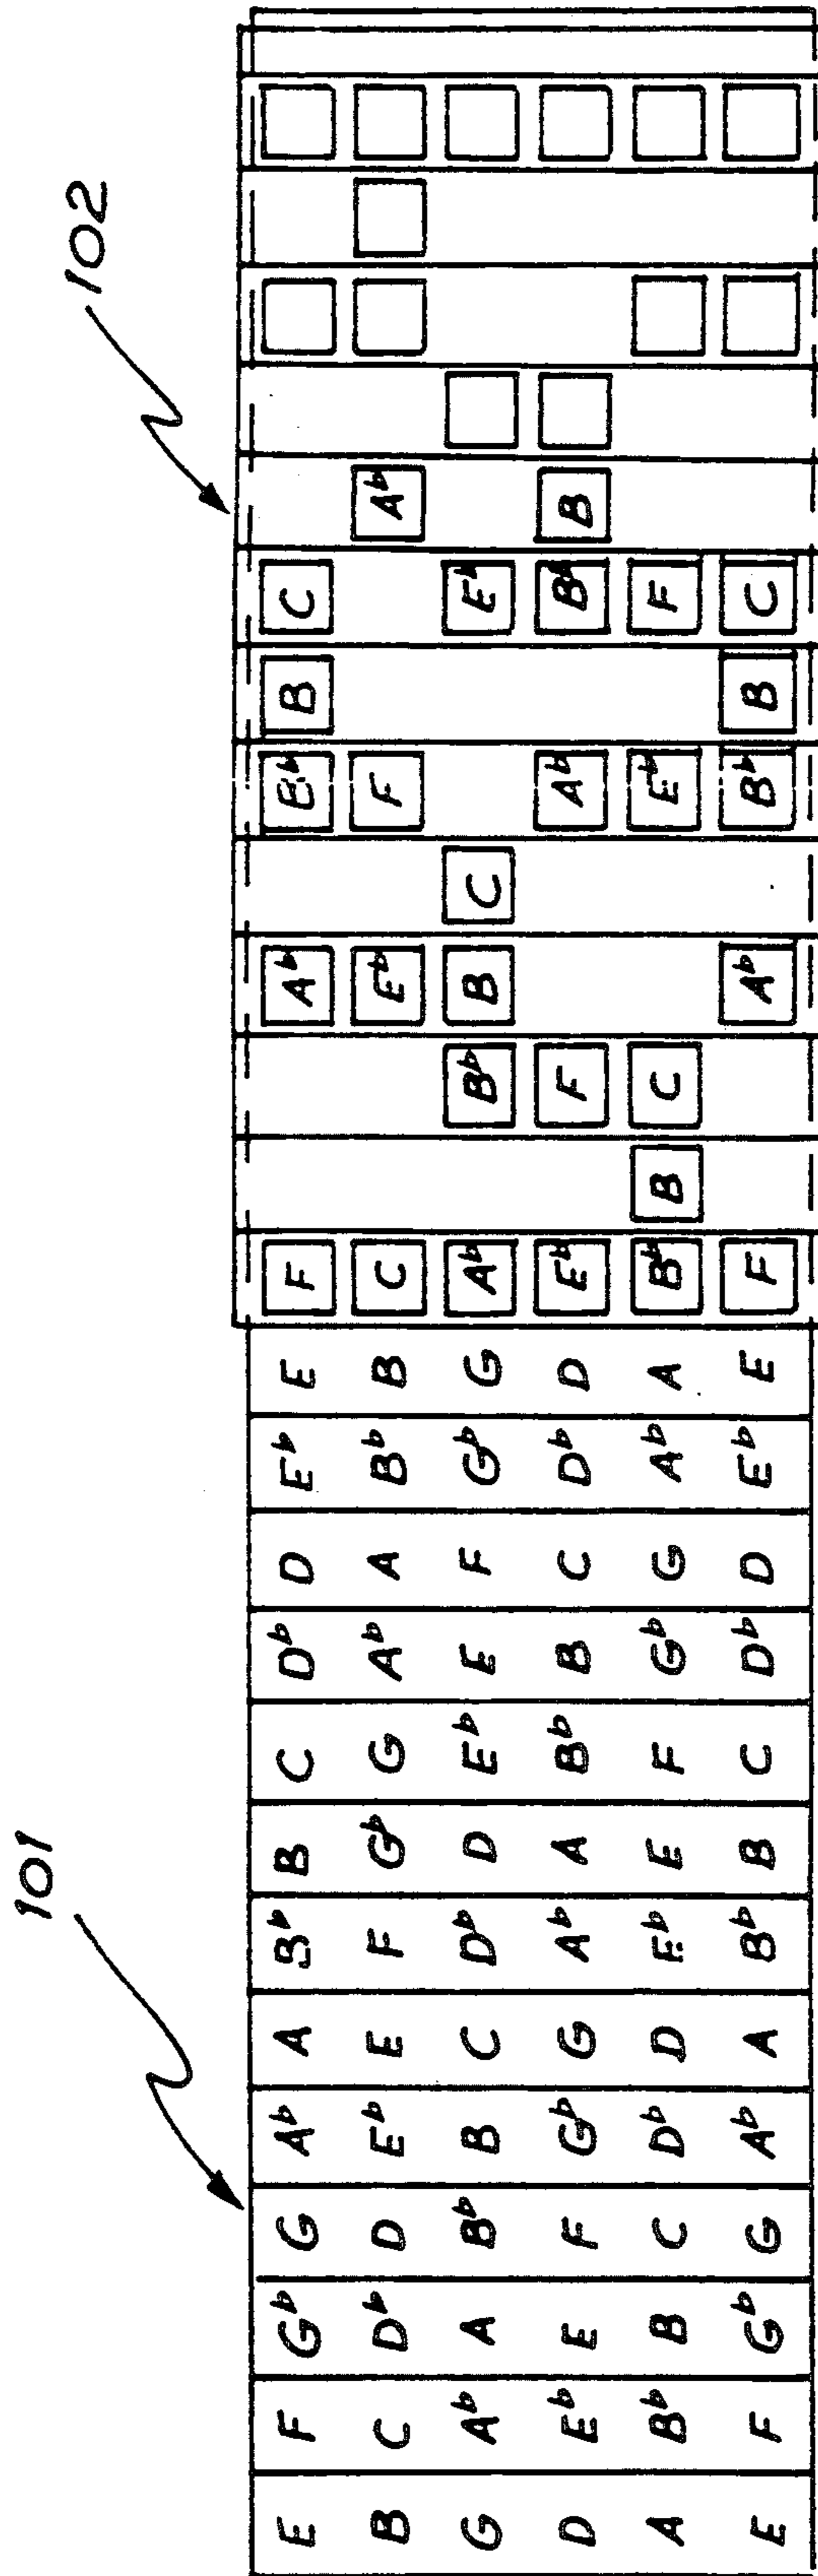 101
102
E F G♭ G A♭ A B♭ B C D♭ D E♭ E F A♭ B♭ B C
B C D♭ D E♭ E F G♭ G A♭ A B♭ B C E♭ F A♭
G A♭ A B♭ B C D♭ D E♭ E F G♭ G A♭ B♭ B C E♭
D E♭ E F G♭ G A♭ A B♭ B C D♭ D E♭ F A♭ B♭ B
A B♭ B C D♭ D E♭ E F G♭ G A♭ A B♭ B C E♭ F
E F G♭ G A♭ A B♭ B C D♭ D E♭ E F A♭ B♭ B C